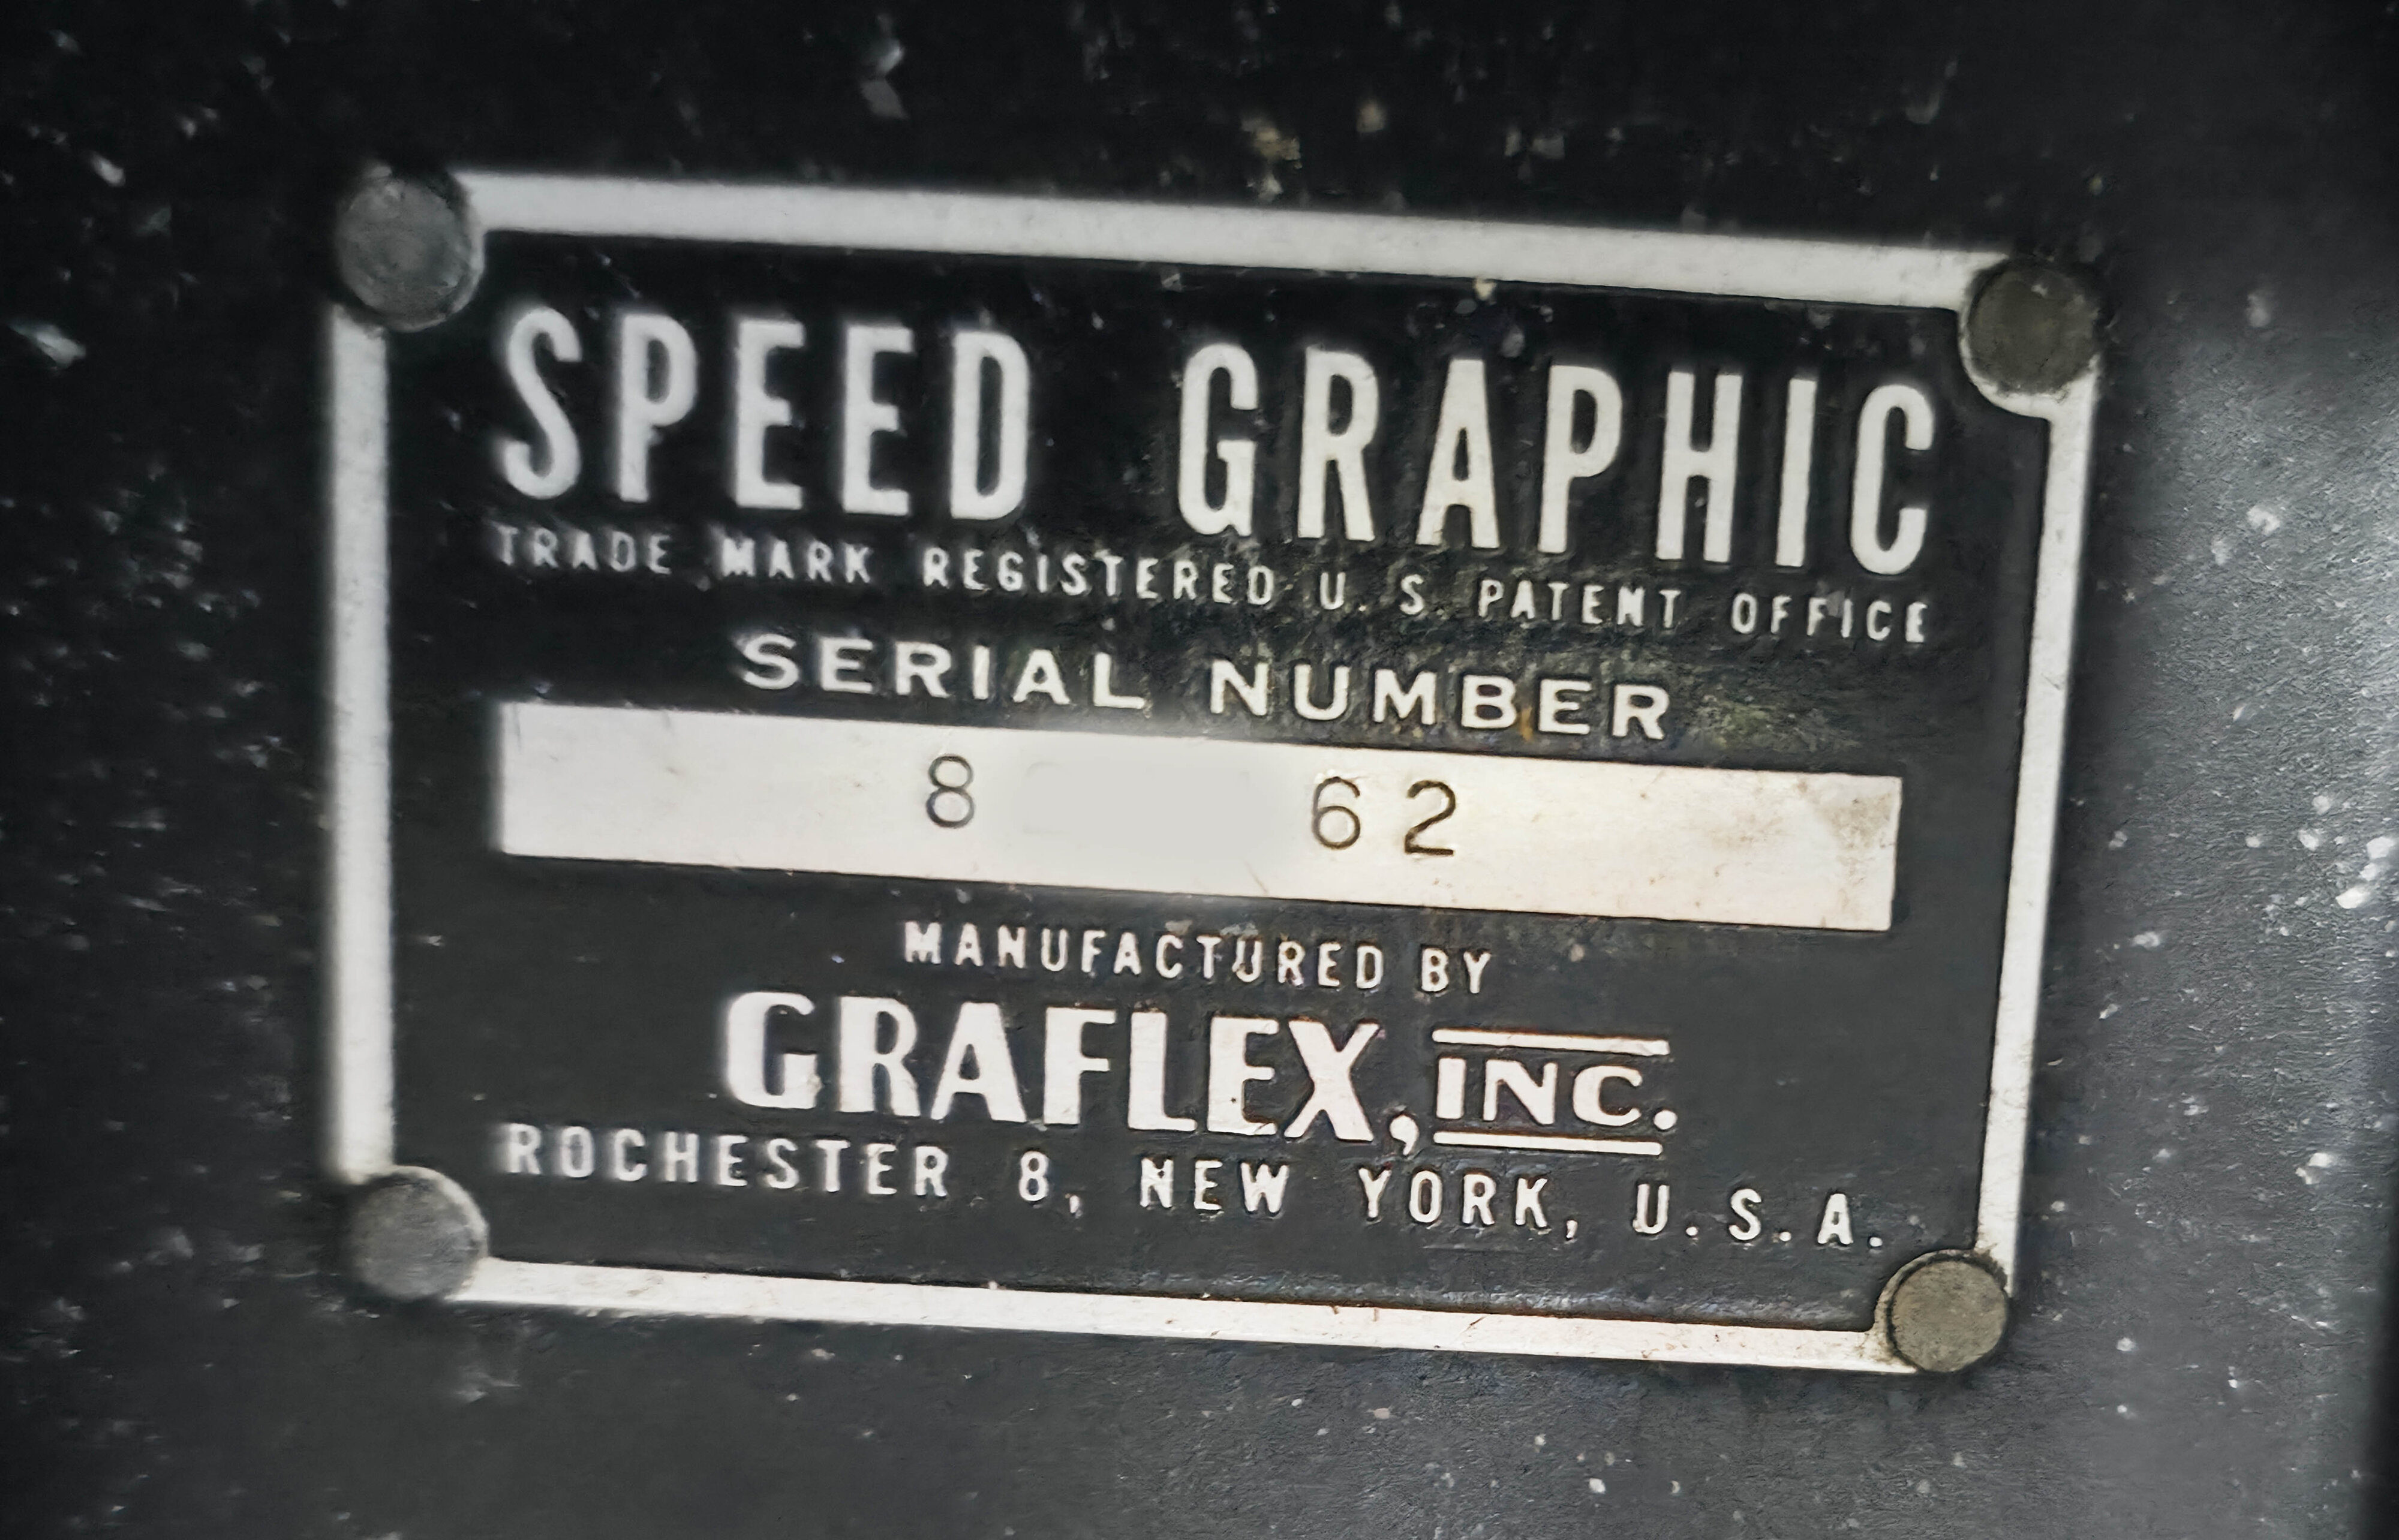 SPEED GRAPHIC
TRADE MARK REGISTERED U. S. PATENT OFFICE
SERIAL NUMBER
8 62
MANUFACTURED BY
GRAFLEX, INC.
ROCHESTER 8, NEW YORK, U.S.A.